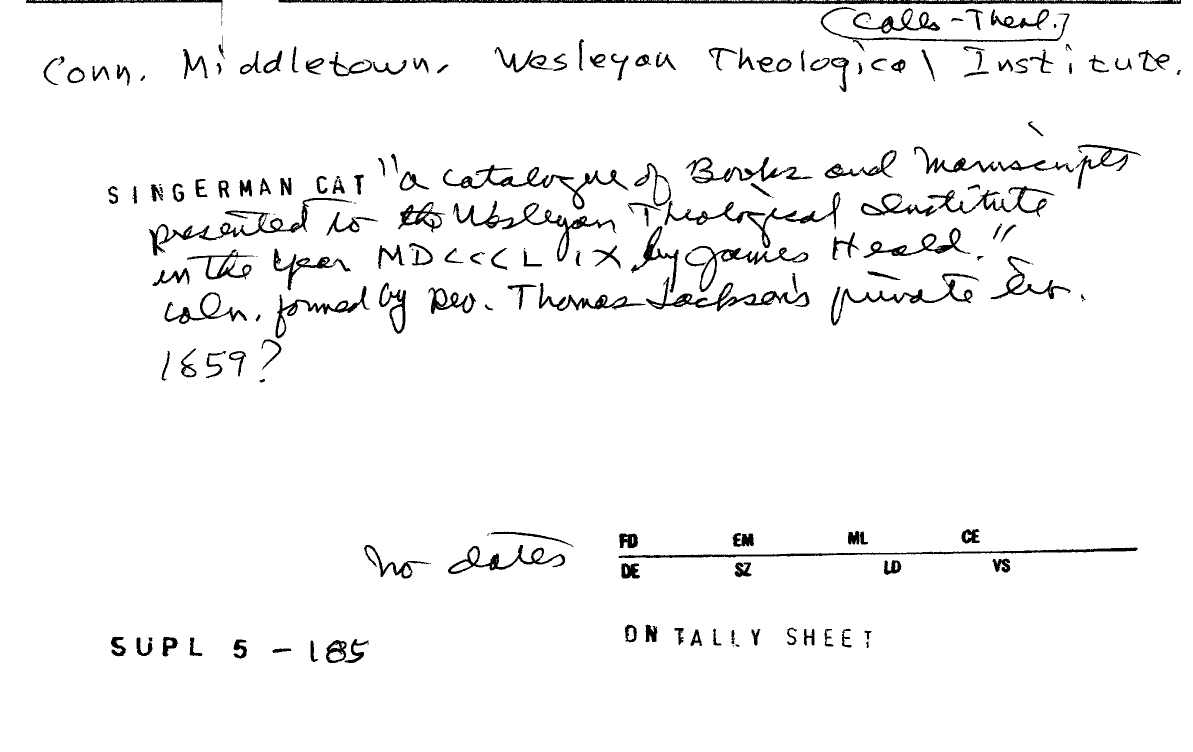 (Calls-Theol.)
Conn. Middletown. Wesleyan Theological Institute.
SINGERMAN CAT "a catalogue of Books and Manuscripts
presented to the Wesleyan Theological Institute
in the year MDCCCLIX by James Heald."
coln. formed by Rev. Thomas Jackson's private libr.
1859?
no dates
FD EM ML CE
DE SZ LD VS
SUPL 5 - 185
ON TALLY SHEET